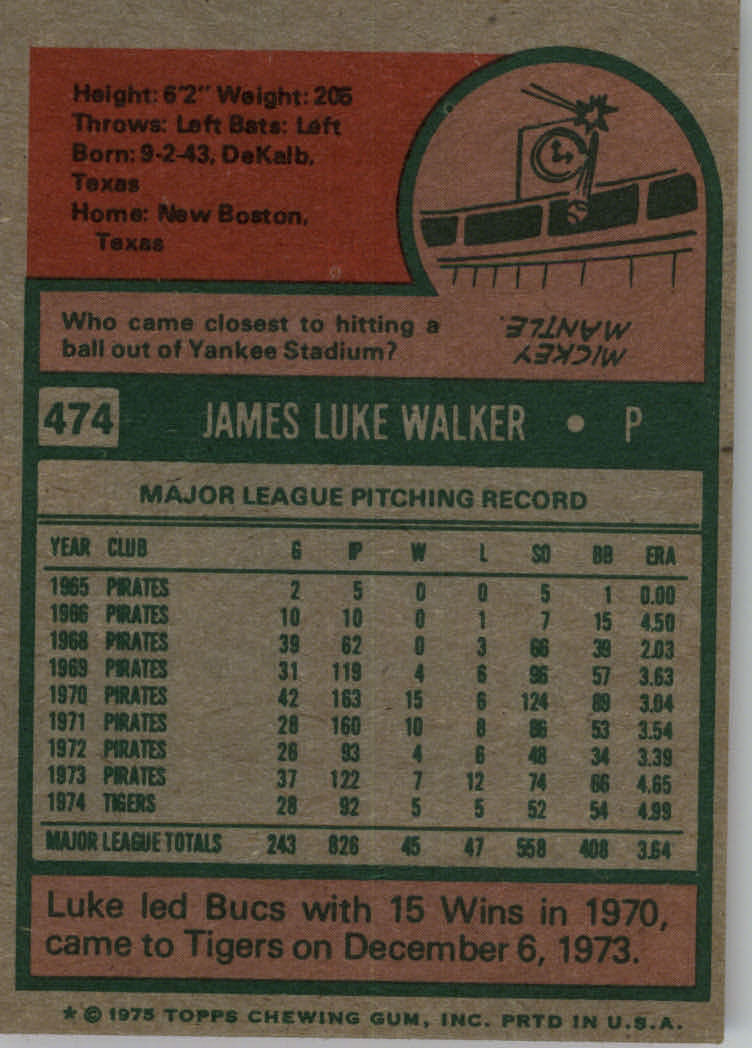 Height: 6'2" Weight: 205
Throws: Left Bats: Left
Born: 9-2-43, DeKalb,
Texas
Home: New Boston,
Texas
Who came closest to hitting a
ball out of Yankee Stadium?
MICKEY
MANTLE.
474 JAMES LUKE WALKER • P
MAJOR LEAGUE PITCHING RECORD
YEAR CLUB G IP W L SO BB ERA
1965 PIRATES 2 5 0 0 5 1 0.00
1966 PIRATES 10 10 0 1 7 15 4.50
1968 PIRATES 39 62 0 3 66 39 2.03
1969 PIRATES 31 119 4 6 96 57 3.63
1970 PIRATES 42 163 15 6 124 89 3.04
1971 PIRATES 28 160 10 8 86 53 3.54
1972 PIRATES 26 93 4 6 48 34 3.39
1973 PIRATES 37 122 7 12 74 66 4.65
1974 TIGERS 28 92 5 5 52 54 4.99
MAJOR LEAGUE TOTALS 243 826 45 47 558 408 3.64
Luke led Bucs with 15 Wins in 1970,
came to Tigers on December 6, 1973.
* © 1975 TOPPS CHEWING GUM, INC. PRTD IN U.S.A.